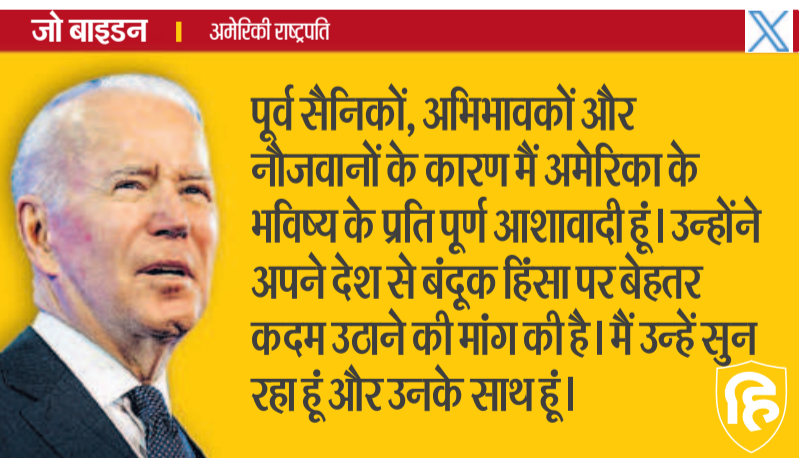 जो बाइडन | अमेरिकी राष्ट्रपति X
पूर्व सैनिकों, अभिभावकों और
नौजवानों के कारण मैं अमेरिका के
भविष्य के प्रति पूर्ण आशावादी हूं। उन्होंने
अपने देश से बंदूक हिंसा पर बेहतर
कदम उठाने की मांग की है। मैं उन्हें सुन
रहा हूं और उनके साथ हूं।
हि